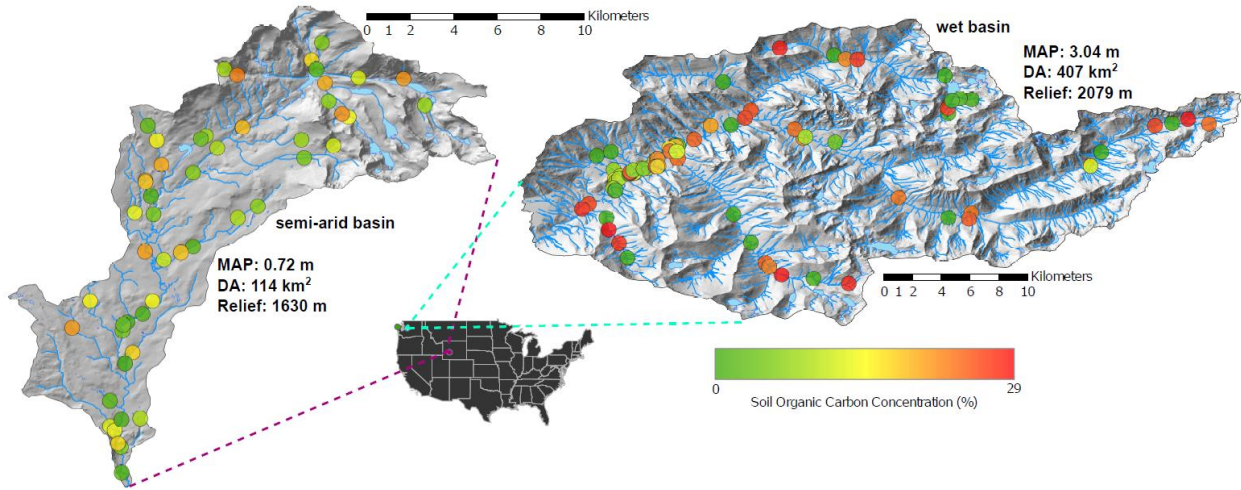 Kilometers
0 2 4 6 8 10
semi-arid basin
MAP: 0.72 m
DA: 114 km²
Relief: 1630 m
wet basin
MAP: 3.04 m
DA: 407 km²
Relief: 2079 m
Kilometers
0 1 2 4 6 8 10
0 29
Soil Organic Carbon Concentration (%)